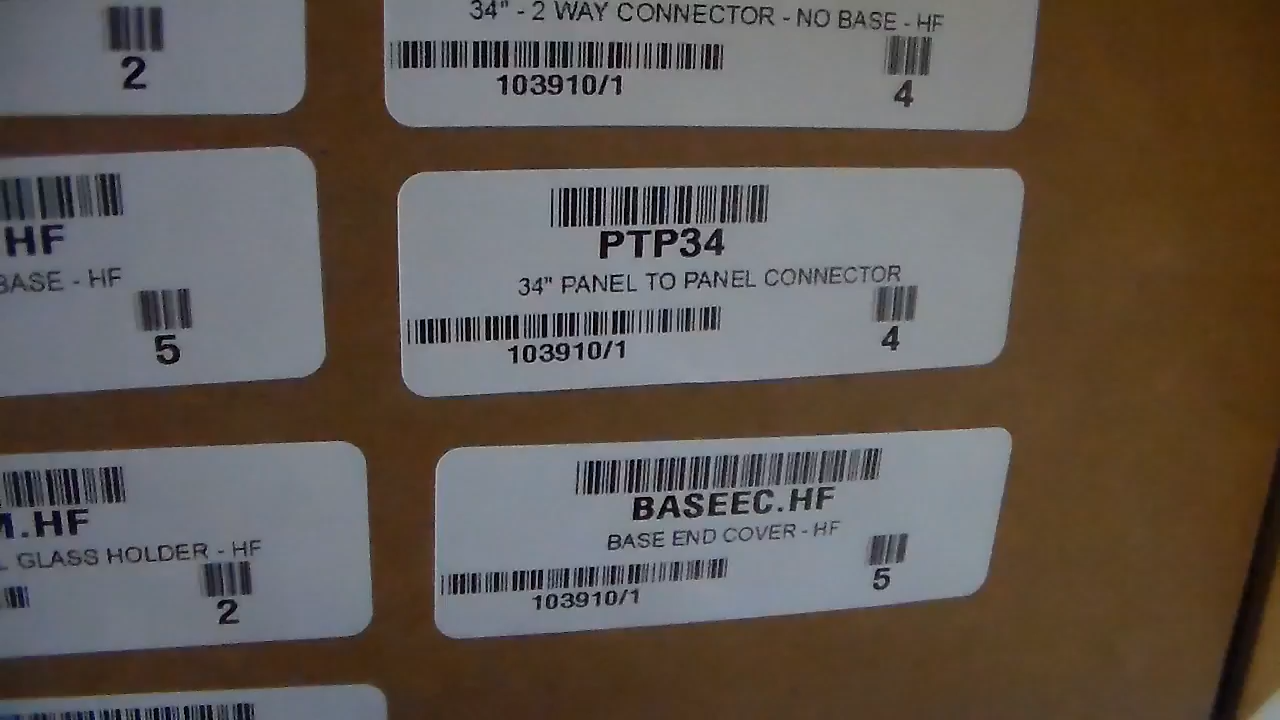 2
34" - 2 WAY CONNECTOR - NO BASE - HF
103910/1
4
HF
BASE - HF
5
PTP34
34" PANEL TO PANEL CONNECTOR
103910/1
4
.HF
GLASS HOLDER - HF
2
BASEEC.HF
BASE END COVER - HF
103910/1
5